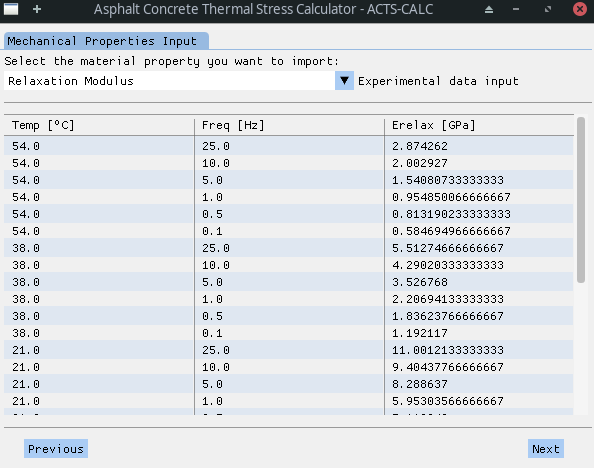 Asphalt Concrete Thermal Stress Calculator - ACTS-CALC
Mechanical Properties Input
Select the material property you want to import:
Relaxation Modulus Experimental data input
Temp [ºC] Freq [Hz] Erelax [GPa]
54.0 25.0 2.874262
54.0 10.0 2.002927
54.0 5.0 1.54080733333333
54.0 1.0 0.954850066666667
54.0 0.5 0.813190233333333
54.0 0.1 0.584694966666667
38.0 25.0 5.51274666666667
38.0 10.0 4.29020333333333
38.0 5.0 3.526768
38.0 1.0 2.20694133333333
38.0 0.5 1.83623766666667
38.0 0.1 1.192117
21.0 25.0 11.0012133333333
21.0 10.0 9.40437766666667
21.0 5.0 8.288637
21.0 1.0 5.95303566666667
Previous Next